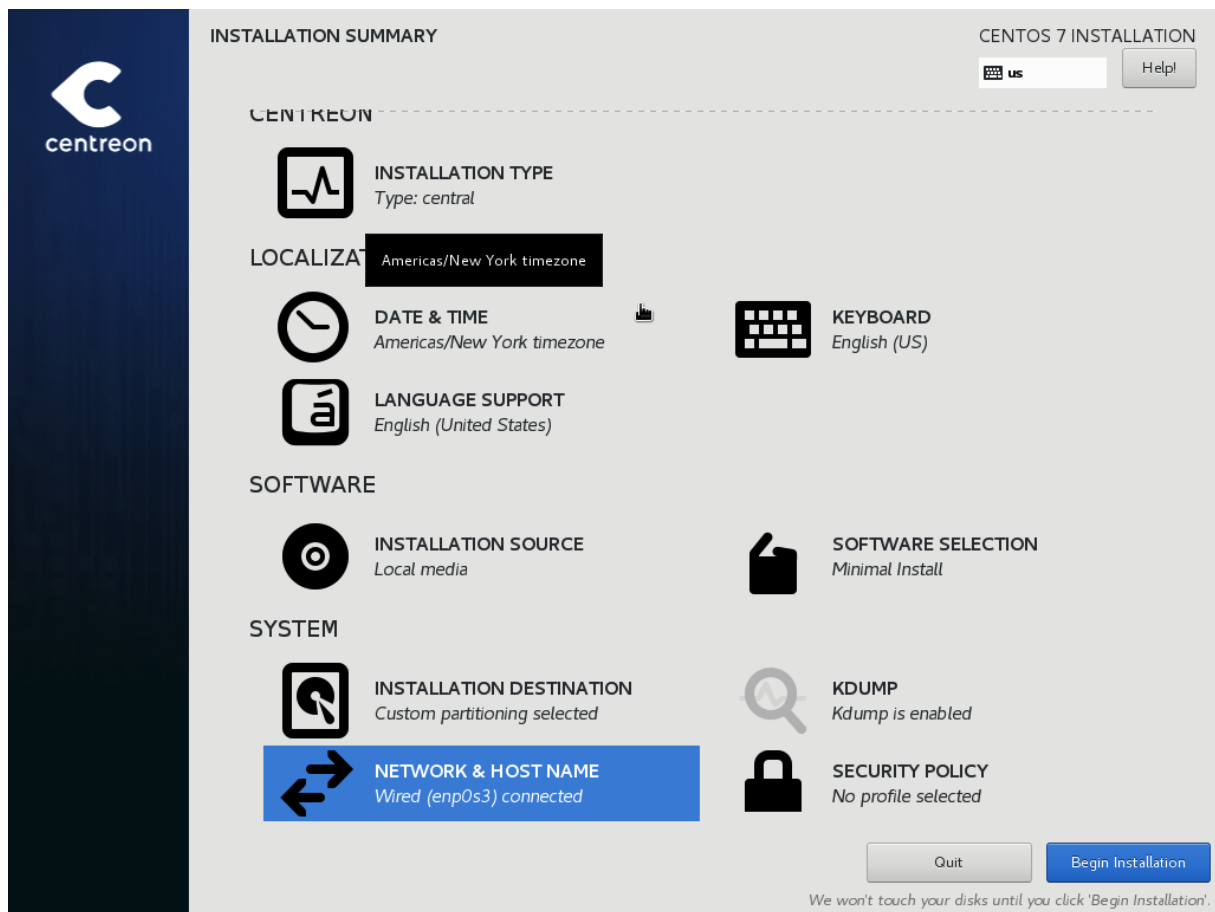 centreon
INSTALLATION SUMMARY
CENTOS 7 INSTALLATION
us
Help!
CENTREON
INSTALLATION TYPE
Type: central
LOCALIZAT
Americas/New York timezone
DATE & TIME
Americas/New York timezone
KEYBOARD
English (US)
á
LANGUAGE SUPPORT
English (United States)
SOFTWARE
INSTALLATION SOURCE
Local media
SOFTWARE SELECTION
Minimal Install
SYSTEM
INSTALLATION DESTINATION
Custom partitioning selected
KDUMP
Kdump is enabled
NETWORK & HOST NAME
Wired (enp0s3) connected
SECURITY POLICY
No profile selected
Quit
Begin Installation
We won't touch your disks until you click 'Begin Installation'.